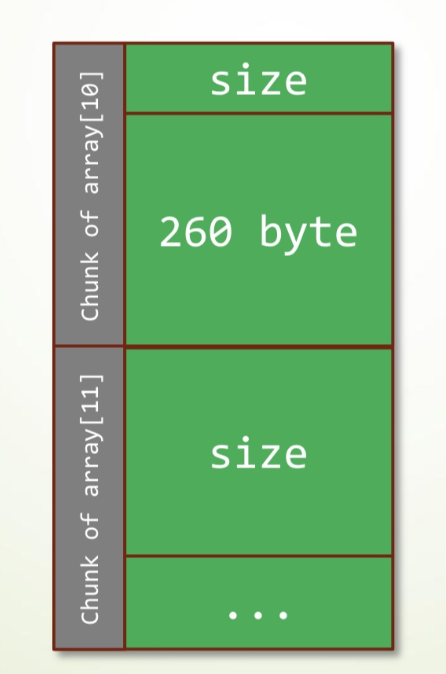 Chunk of array[10]
size
260 byte
Chunk of array[11]
size
...